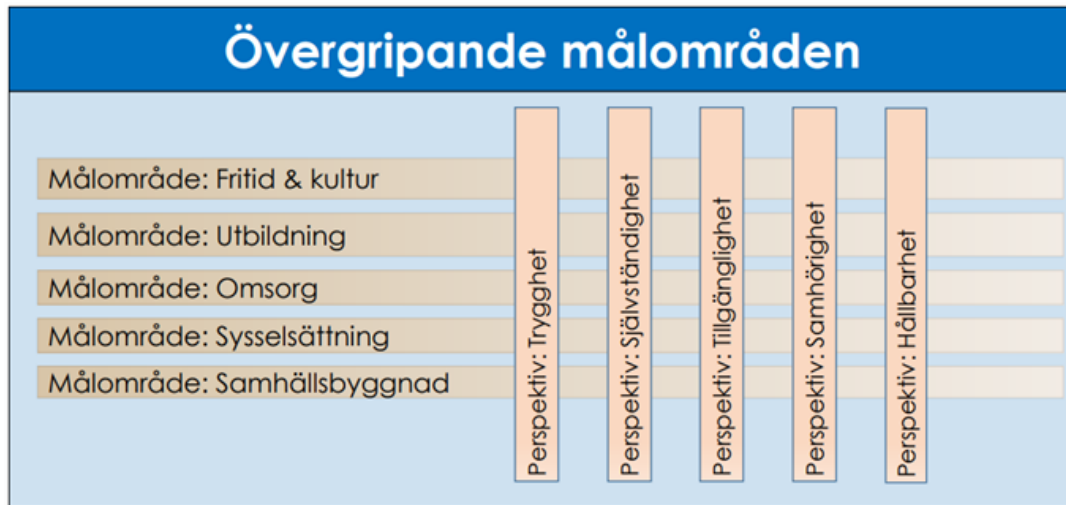 Övergripande målområden
Målområde: Fritid & kultur
Målområde: Utbildning
Målområde: Omsorg
Målområde: Sysselsättning
Målområde: Samhällsbyggnad
Perspektiv: Trygghet
Perspektiv: Självständighet
Perspektiv: Tillgänglighet
Perspektiv: Samhörighet
Perspektiv: Hållbarhet